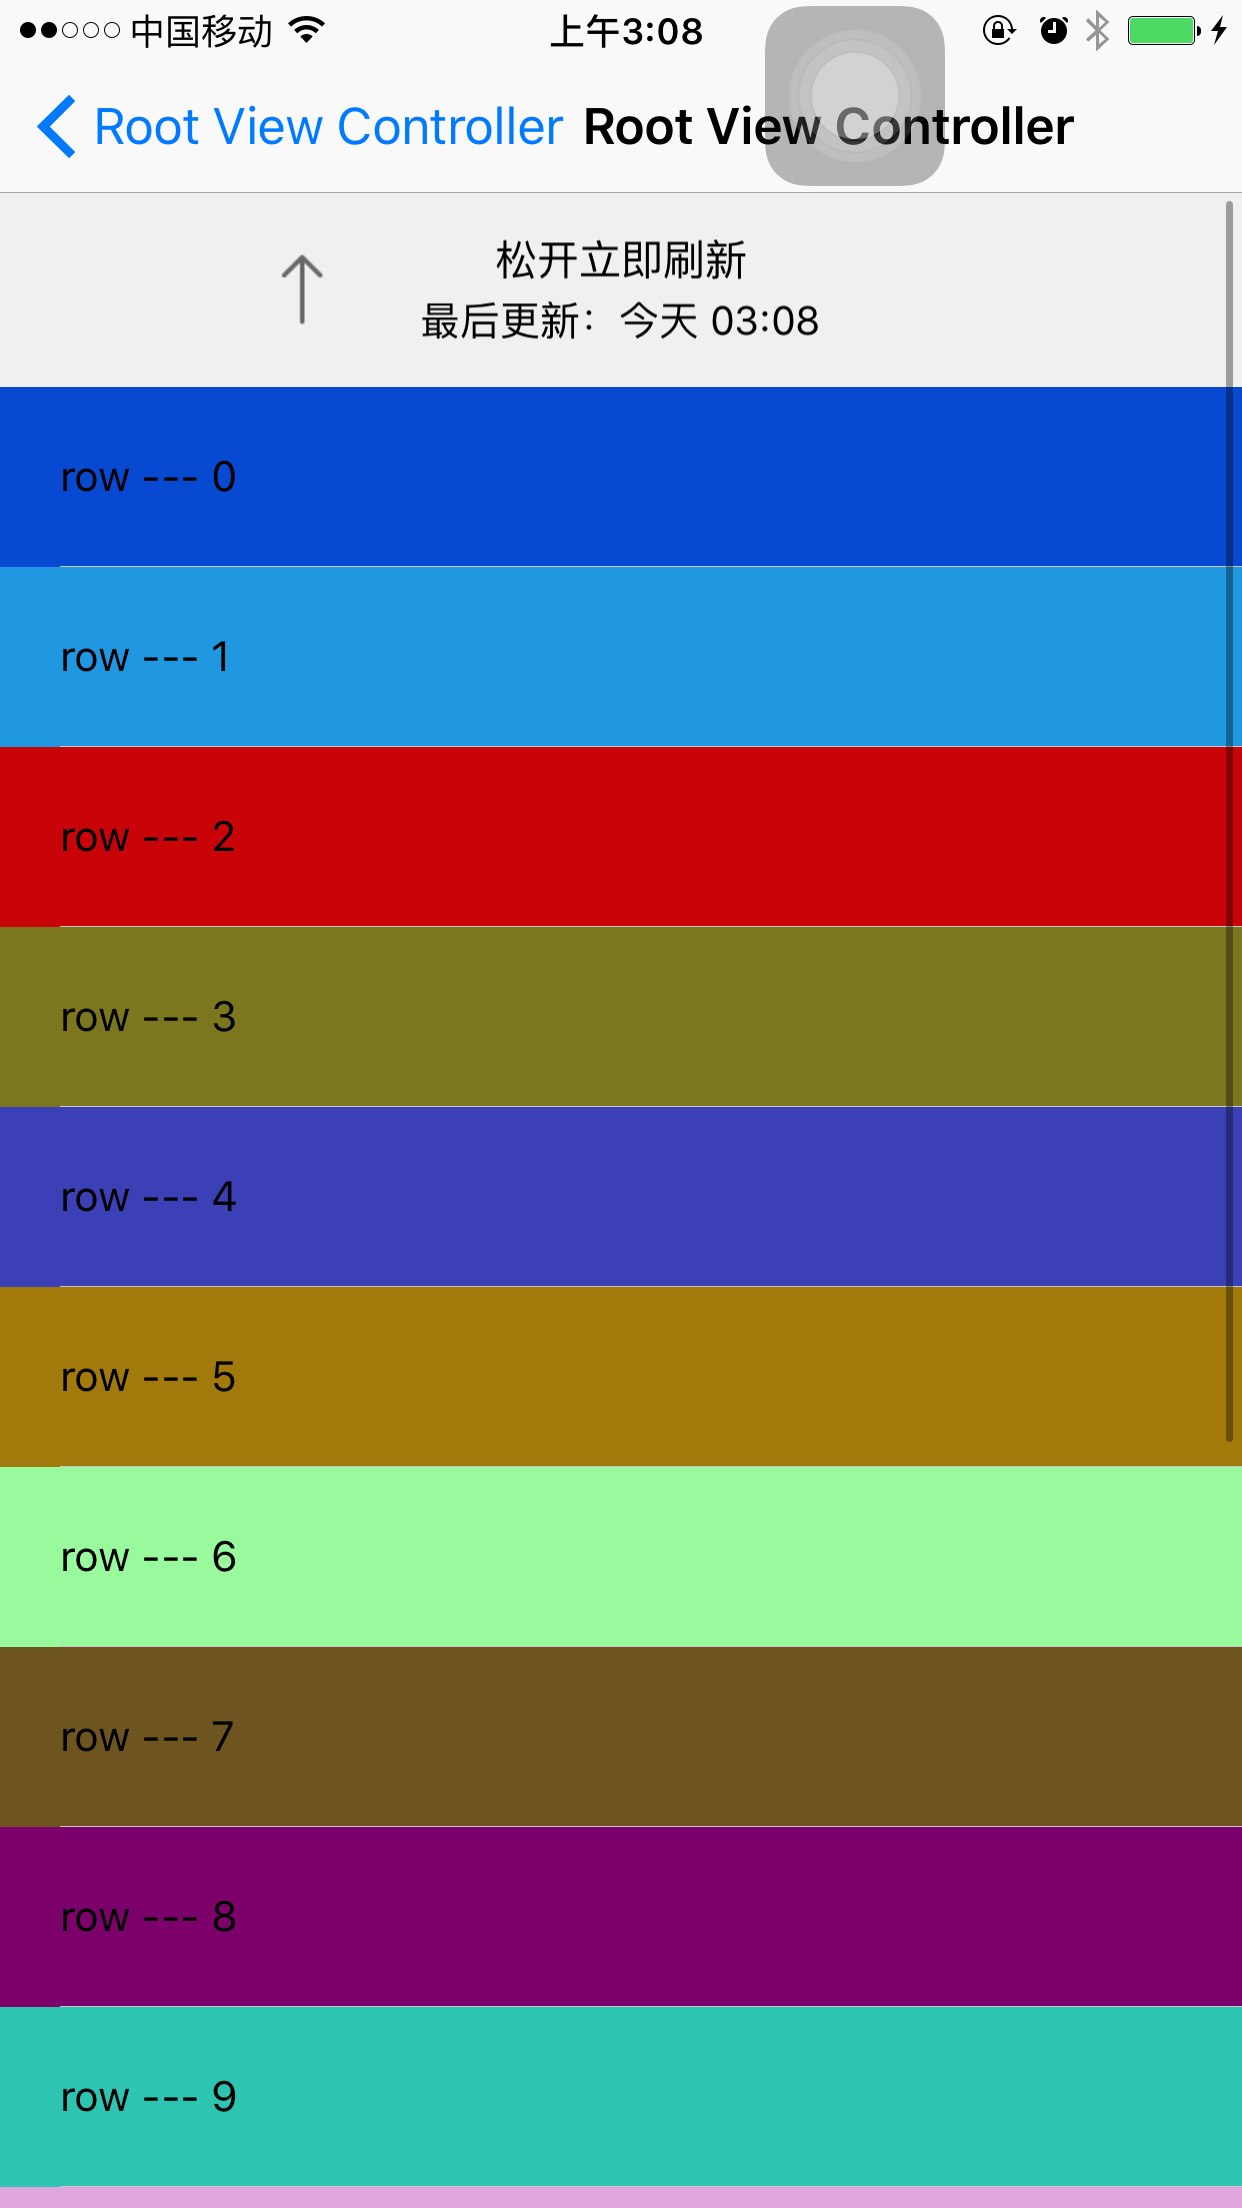 中国移动 上午3:08
Root View Controller Root View Controller
松开立即刷新
最后更新：今天 03:08
row --- 0
row --- 1
row --- 2
row --- 3
row --- 4
row --- 5
row --- 6
row --- 7
row --- 8
row --- 9